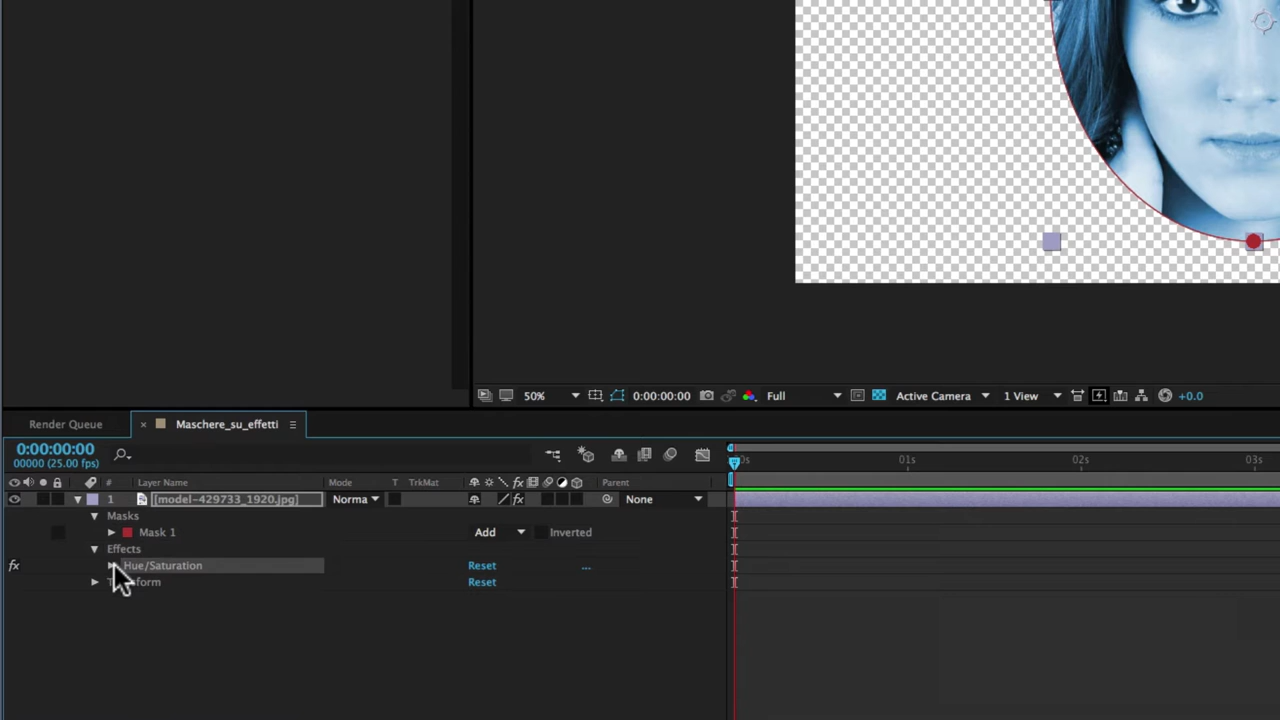 50% 0:00:00:00 Full Active Camera 1 View +0.0
Render Queue × Maschere_su_effetti
0:00:00:00
00000 (25.00 fps)
# Layer Name Mode T TrkMat Parent
01s 02s 03s
1 [model-429733_1920.jpg] Norma None
Masks
Mask 1 Add Inverted
Effects
fx Hue/Saturation Reset ...
Reset